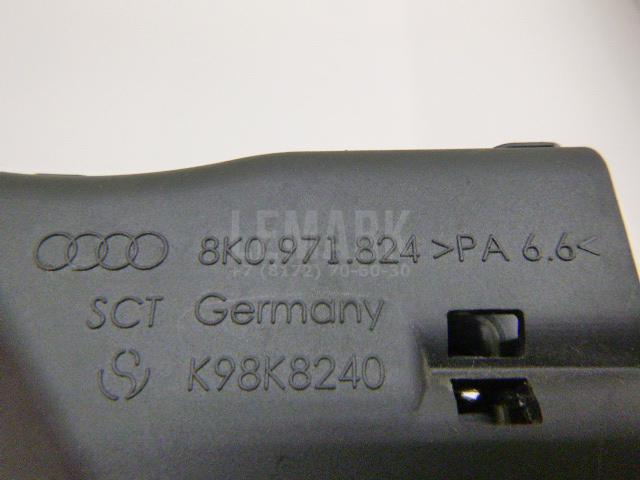 8K0.971.824 >PA 6.6<
LEMARK
+7 (8172) 70-60-30
SCT Germany
K98K8240